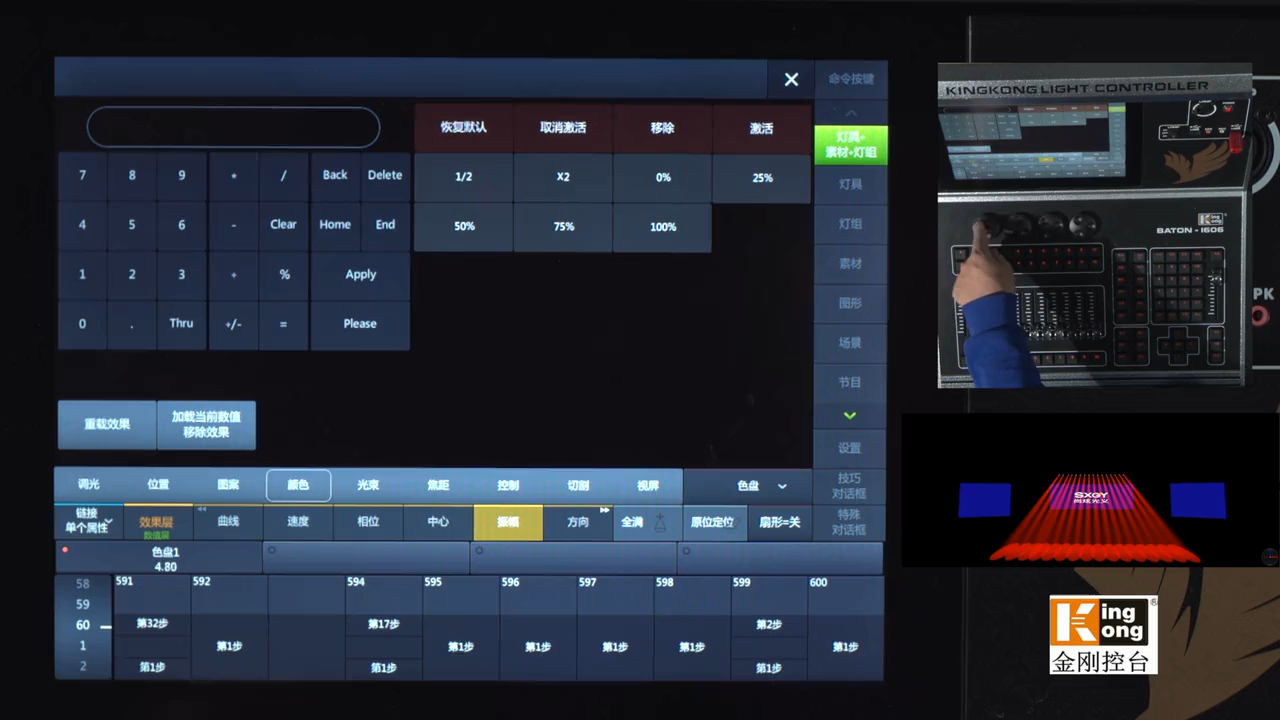 命令按键
恢复默认 取消激活 移除 激活
灯具+
素材+灯组
7 8 9 * / Back Delete
1/2 X2 0% 25%
灯具
4 5 6 - Clear Home End
50% 75% 100%
灯组
素材
1 2 3 + % Apply
图形
0 . Thru +/- = Please
场景
节目
重载效果
加载当前数值
移除效果
设置
调光 位置 图案 颜色 光束 焦距 控制 切割 视屏 色盘
技巧
对话框
链接
单个属性
效果层
数值层
曲线 速度 相位 中心 振幅 方向 全满 原位定位 扇形=关
特殊
对话框
色盘1
4.80
58 591 592 594 595 596 597 598 599 600
59
60 第32步 第17步 第2步
1 第1步 第1步 第1步 第1步 第1步 第1步
2 第1步 第1步 第1步
KINGKONG LIGHT CONTROLLER
King Kong
BATON-1606
PK
SXGY
King
Kong
®
金刚控台